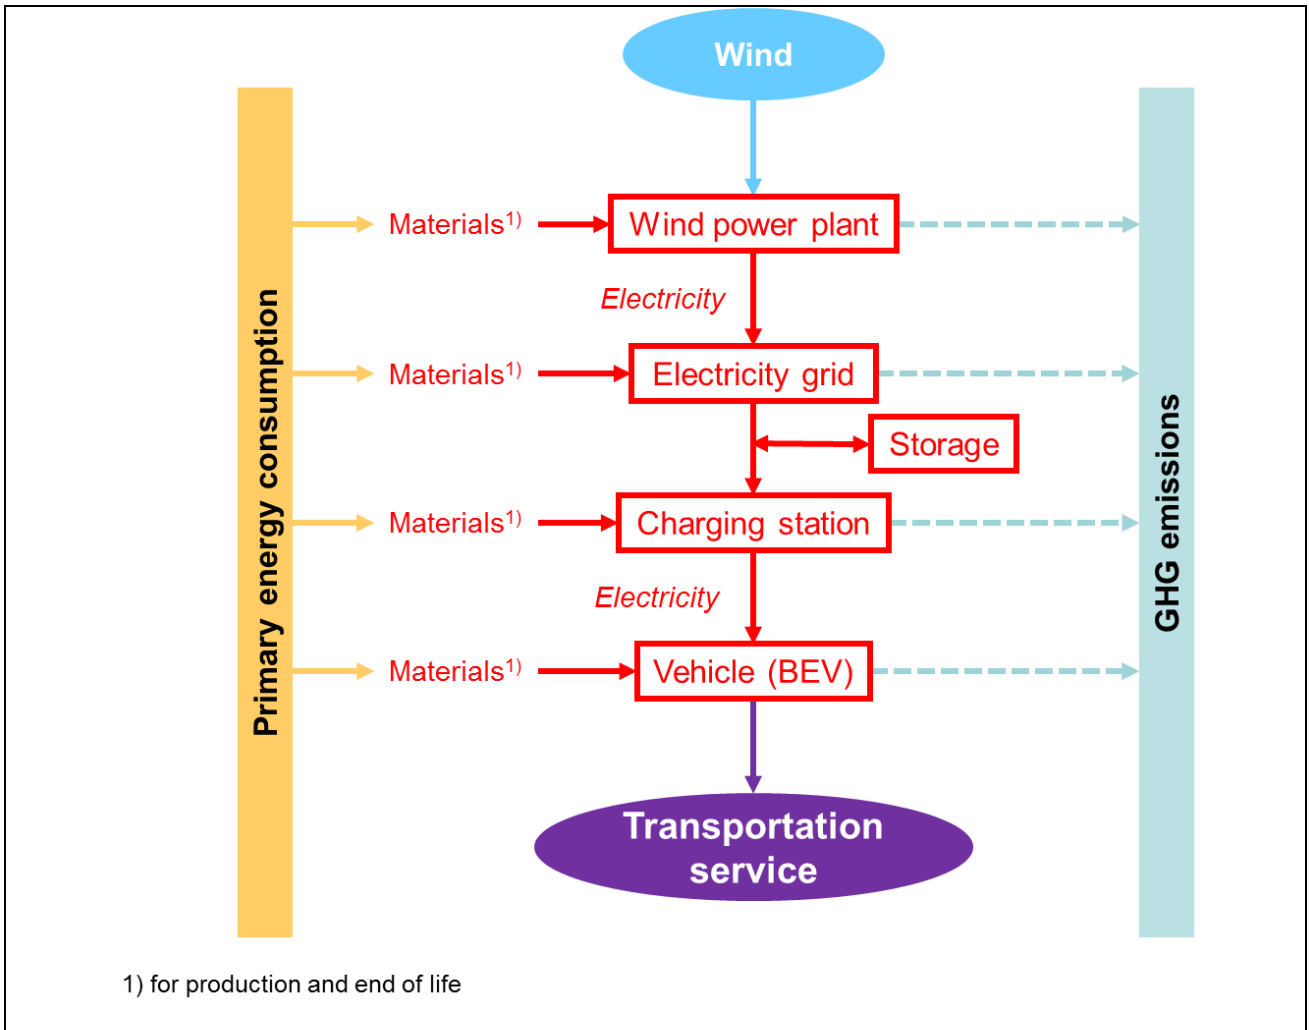 Wind
Primary energy consumption
GHG emissions
Materials1)
Wind power plant
Electricity
Materials1)
Electricity grid
Storage
Materials1)
Charging station
Electricity
Materials1)
Vehicle (BEV)
Transportation
service
1) for production and end of life